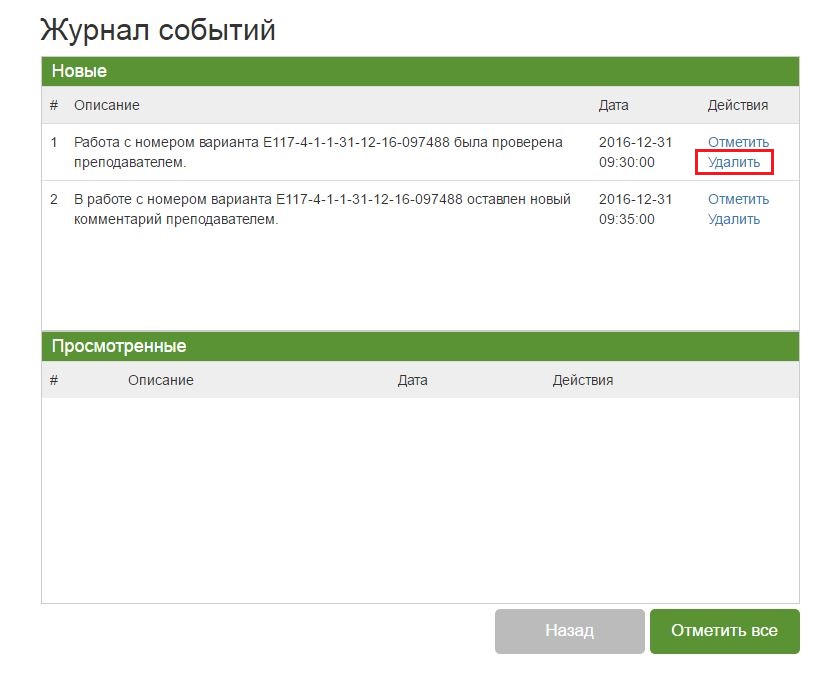 Журнал событий
Новые
# Описание Дата Действия
1 Работа с номером варианта E117-4-1-1-31-12-16-097488 была проверена 2016-12-31 Отметить
преподавателем. 09:30:00 Удалить
2 В работе с номером варианта E117-4-1-1-31-12-16-097488 оставлен новый 2016-12-31 Отметить
комментарий преподавателем. 09:35:00 Удалить
Просмотренные
# Описание Дата Действия
Назад Отметить все